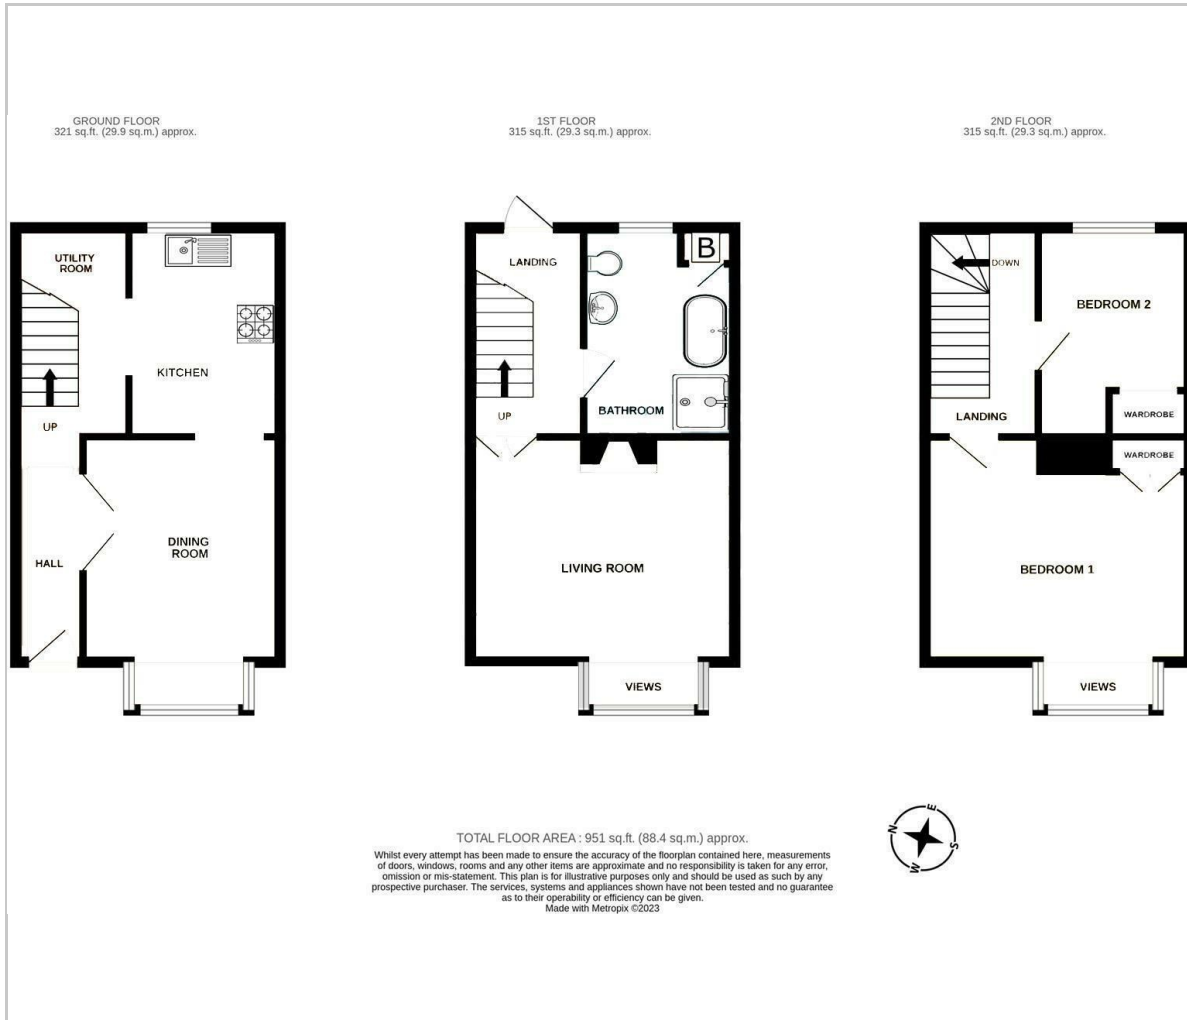 GROUND FLOOR
321 sq.ft. (29.9 sq.m.) approx.
1ST FLOOR
315 sq.ft. (29.3 sq.m.) approx.
2ND FLOOR
315 sq.ft. (29.3 sq.m.) approx.
UTILITY
ROOM
KITCHEN
UP
DINING
ROOM
HALL
LANDING
B
UP
BATHROOM
LIVING ROOM
VIEWS
DOWN
BEDROOM 2
WARDROBE
LANDING
WARDROBE
BEDROOM 1
VIEWS
N
E
S
W
TOTAL FLOOR AREA : 951 sq.ft. (88.4 sq.m.) approx.
Whilst every attempt has been made to ensure the accuracy of the floorplan contained here, measurements
of doors, windows, rooms and any other items are approximate and no responsibility is taken for any error,
omission or mis-statement. This plan is for illustrative purposes only and should be used as such by any
prospective purchaser. The services, systems and appliances shown have not been tested and no guarantee
as to their operability or efficiency can be given.
Made with Metropix ©2023